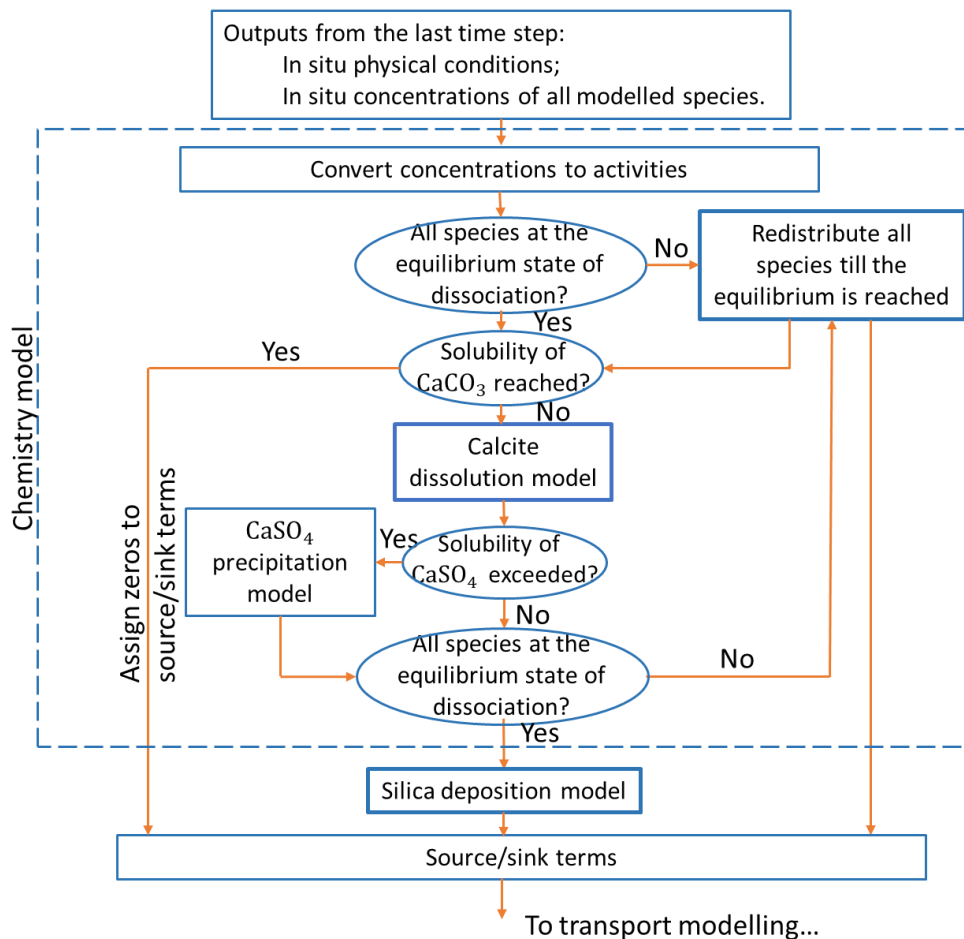 Outputs from the last time step:
In situ physical conditions;
In situ concentrations of all modelled species.
Convert concentrations to activities
All species at the
equilibrium state of
dissociation?
No
Redistribute all
species till the
equilibrium is reached
Yes
Yes
Solubility of
CaCO₃ reached?
No
Chemistry model
Calcite
dissolution model
Assign zeros to
source/sink terms
CaSO₄
precipitation
model
Yes
Solubility of
CaSO₄ exceeded?
No
All species at the
equilibrium state of
dissociation?
No
Yes
Silica deposition model
Source/sink terms
To transport modelling...